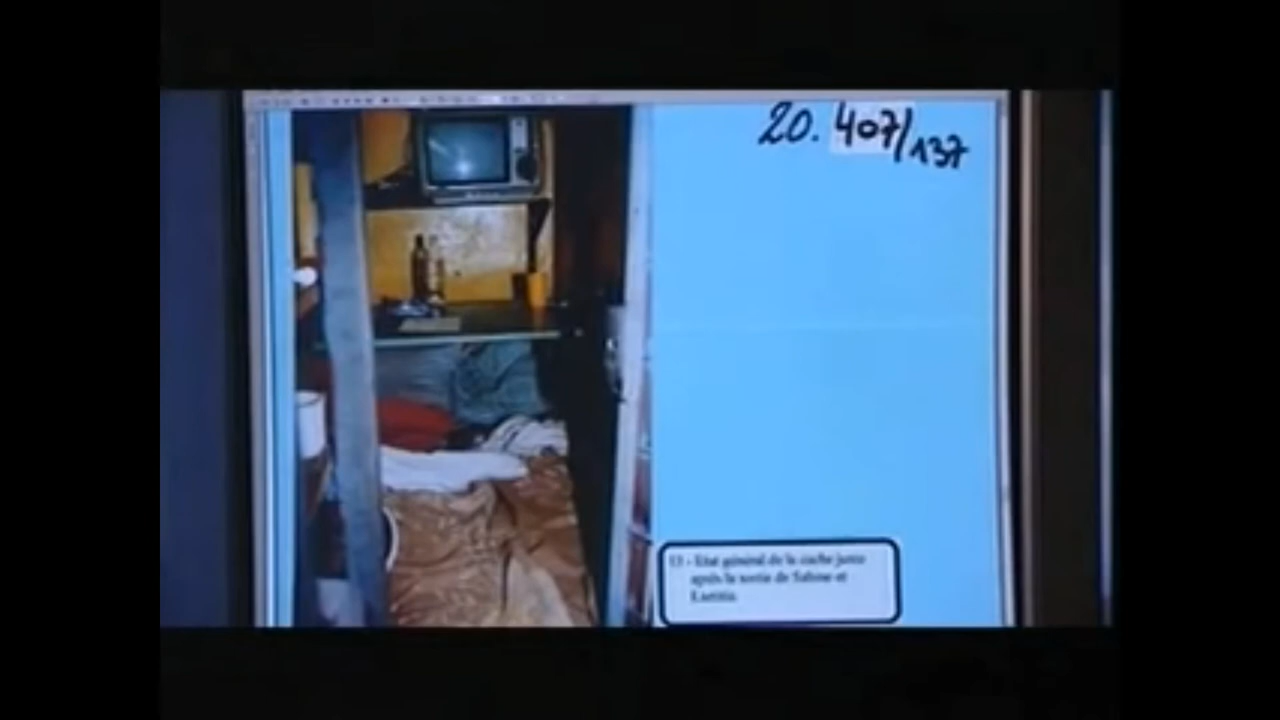 20. 407/137
13 - Etat général de la cache juste
après la sortie de Sabine et
Laetitia